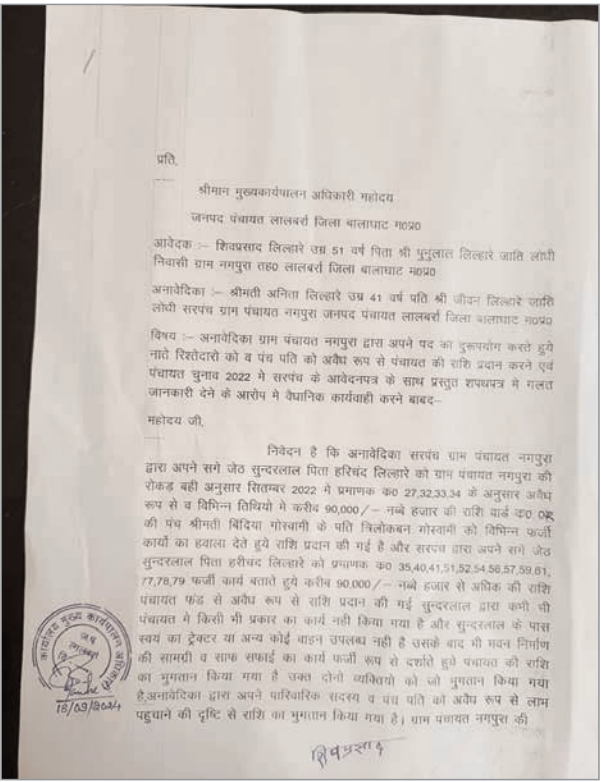 प्रति,
श्रीमान मुख्यकार्यपालन अधिकारी महोदय
जनपद पंचायत लालबर्रा जिला बालाघाट म0प्र0
आवेदक :– शिवप्रसाद लिल्हारे उम्र 51 वर्ष पिता श्री पुनुलाल लिल्हारे जाति लोधी
निवासी ग्राम नगपुरा तह0 लालबर्रा जिला बालाघाट म0प्र0
अनावेदिका :– श्रीमती अनिता लिल्हारे उम्र 41 वर्ष पति श्री जीवन लिल्हारे जाति
लोधी सरपंच ग्राम पंचायत नगपुरा जनपद पंचायत लालबर्रा जिला बालाघाट म0प्र0
विषय :– अनावेदिका ग्राम पंचायत नगपुरा द्वारा अपने पद का दुरूपयोग करते हुये
नाते रिश्तेदारो को व पंच पति को अवैध रूप से पंचायत की राशि प्रदान करने एवं
पंचायत चुनाव 2022 मे सरपंच के आवेदनपत्र के साथ प्रस्तुत शपथपत्र मे गलत
जानकारी देने के आरोप मे वैधानिक कार्यवाही करने बाबद–
महोदय जी,
निवेदन है कि अनावेदिका सरपंच ग्राम पंचायत नगपुरा
द्वारा अपने सगे जेठ सुन्दरलाल पिता हरिचंद लिल्हारे को ग्राम पंचायत नगपुरा की
रोकड़ बही अनुसार सितम्बर 2022 मे प्रमाणक क0 27,32,33,34 के अनुसार अवैध
रूप से व विभिन्न तिथियो मे करीब 90,000/– नब्बे हजार की राशि वार्ड क0
की पंच श्रीमती बिंदिया गोस्वामी के पति त्रिलोकबन गोस्वामी को विभिन्न फर्जी
कार्यो का हवाला देते हुये राशि प्रदान की गई है और सरपंच द्वारा अपने सगे जेठ
सुन्दरलाल पिता हरीचंद लिल्हारे को प्रमाणक क0 35,40,41,51,52,54,56,57,59,61,
77,78,79 फर्जी कार्य बताते हुये करीब 90,000/– नब्बे हजार से अधिक की राशि
पंचायत फंड से अवैध रूप से राशि प्रदान की गई सुन्दरलाल द्वारा कभी भी
पंचायत मे किसी भी प्रकार का कार्य नही किया गया है और सुन्दरलाल के पास
स्वयं का ट्रेक्टर या अन्य कोई वाहन उपलब्ध नही है उसके बाद भी भवन निर्माण
की सामग्री व साफ सफाई का कार्य फर्जी रूप से दर्शाते हुये पंचायत की राशि
का भुगतान किया गया है उक्त दोनो व्यक्तियो को जो भुगतान किया गया
है,अनावेदिका द्वारा अपने पारिवारिक सदस्य व पंच पति को अवैध रूप से लाभ
पहुचाने की दृष्टि से राशि का भुगतान किया गया है। ग्राम पंचायत नगपुरा की
कार्यालय मुख्य कार्यपालन अधिकारी
18/09/2024
शिवप्रसाद